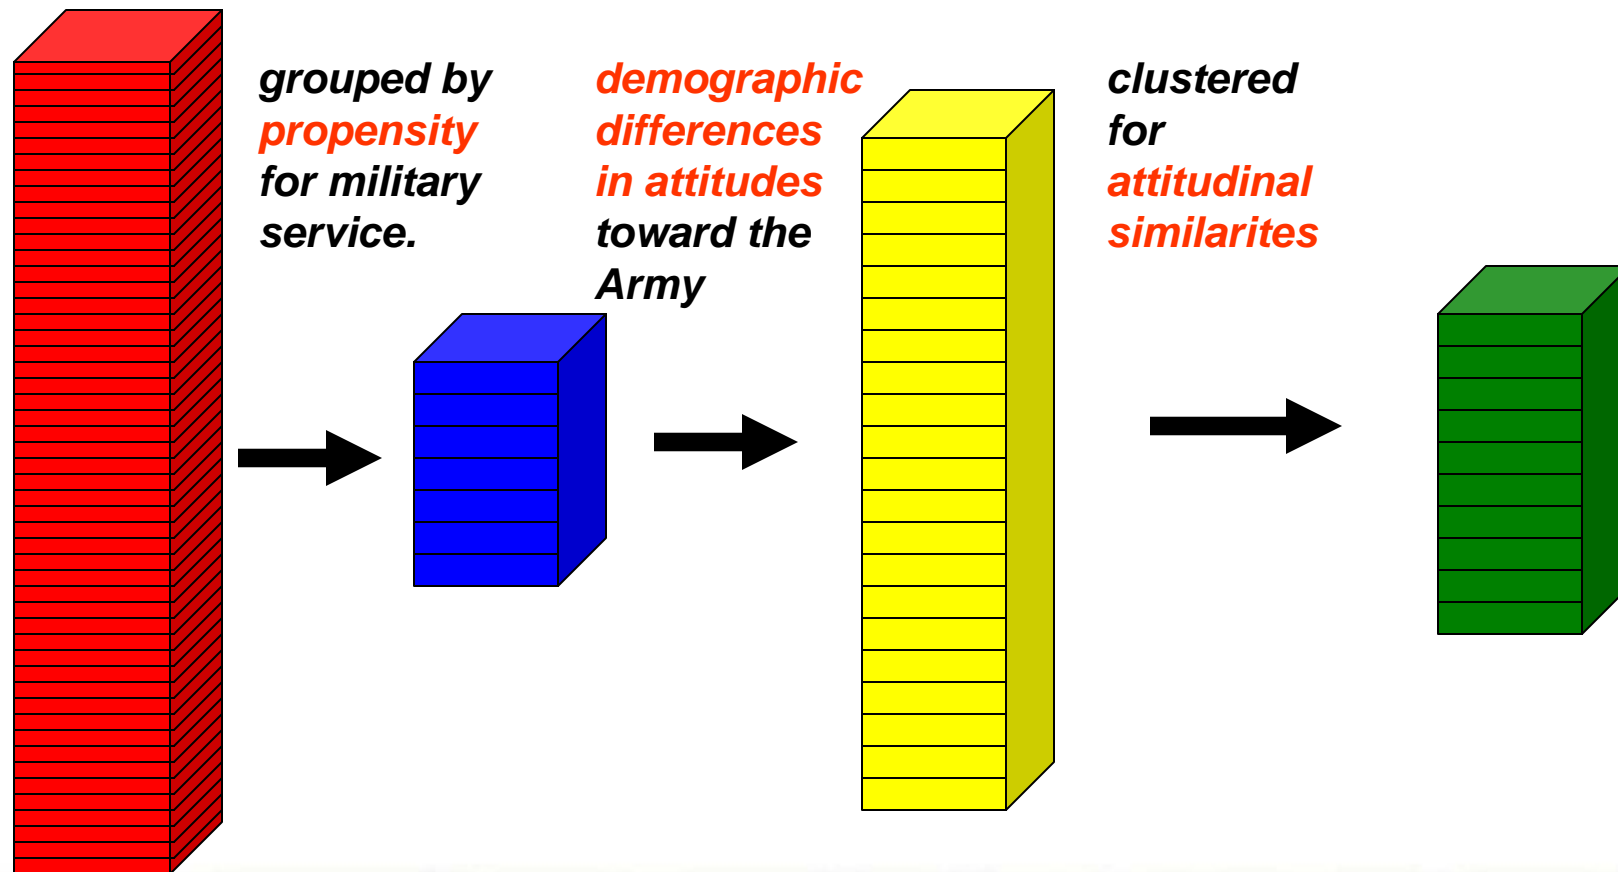 grouped by
propensity
for military
service.
demographic
differences
in attitudes
toward the
Army
clustered
for
attitudinal
similarites